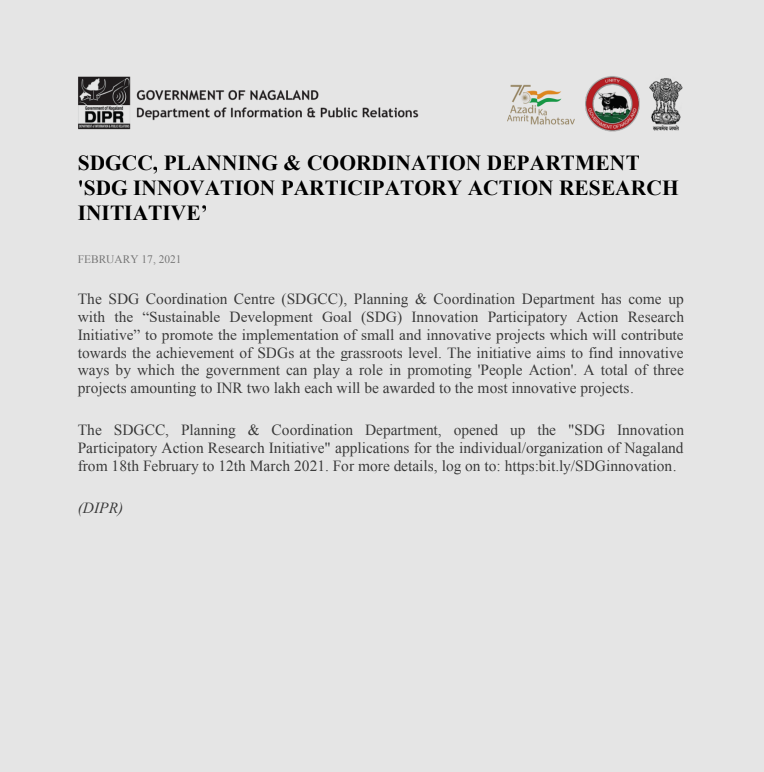 Government of Nagaland
DIPR
GOVERNMENT OF NAGALAND
Department of Information & Public Relations
75
Azadi Ka
Amrit Mahotsav
UNITY
GOVERNMENT OF NAGALAND
सत्यमेव जयते
SDGCC, PLANNING & COORDINATION DEPARTMENT
'SDG INNOVATION PARTICIPATORY ACTION RESEARCH
INITIATIVE’
FEBRUARY 17, 2021
The SDG Coordination Centre (SDGCC), Planning & Coordination Department has come up
with the “Sustainable Development Goal (SDG) Innovation Participatory Action Research
Initiative” to promote the implementation of small and innovative projects which will contribute
towards the achievement of SDGs at the grassroots level. The initiative aims to find innovative
ways by which the government can play a role in promoting 'People Action'. A total of three
projects amounting to INR two lakh each will be awarded to the most innovative projects.
The SDGCC, Planning & Coordination Department, opened up the "SDG Innovation
Participatory Action Research Initiative" applications for the individual/organization of Nagaland
from 18th February to 12th March 2021. For more details, log on to: https:bit.ly/SDGinnovation.
(DIPR)